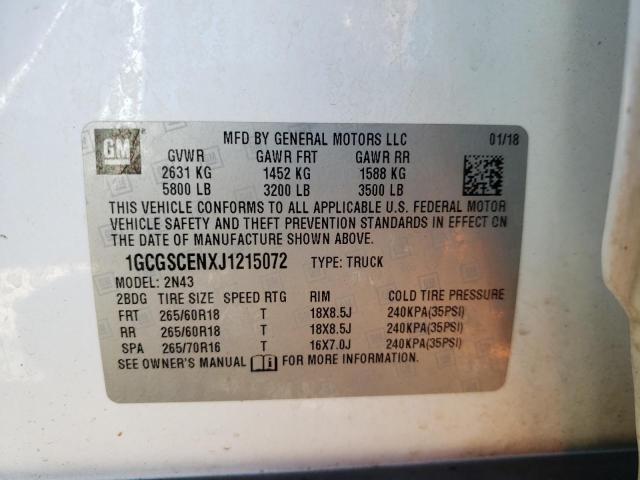 GM
MFD BY GENERAL MOTORS LLC 01/18
GVWR GAWR FRT GAWR RR
2631 KG 1452 KG 1588 KG
5800 LB 3200 LB 3500 LB
THIS VEHICLE CONFORMS TO ALL APPLICABLE U.S. FEDERAL MOTOR
VEHICLE SAFETY AND THEFT PREVENTION STANDARDS IN EFFECT ON
THE DATE OF MANUFACTURE SHOWN ABOVE.
1GCGSCENXJ1215072 TYPE: TRUCK
MODEL: 2N43
2BDG TIRE SIZE SPEED RTG RIM COLD TIRE PRESSURE
FRT 265/60R18 T 18X8.5J 240KPA(35PSI)
RR 265/60R18 T 18X8.5J 240KPA(35PSI)
SPA 265/70R16 T 16X7.0J 240KPA(35PSI)
SEE OWNER'S MANUAL i FOR MORE INFORMATION